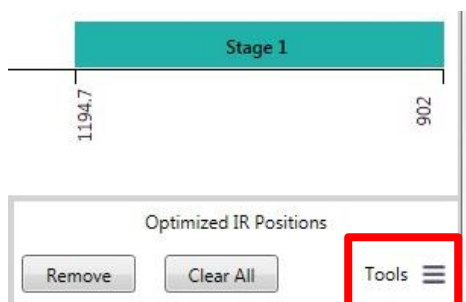 Stage 1
1194.7
902
Optimized IR Positions
Remove Clear All Tools